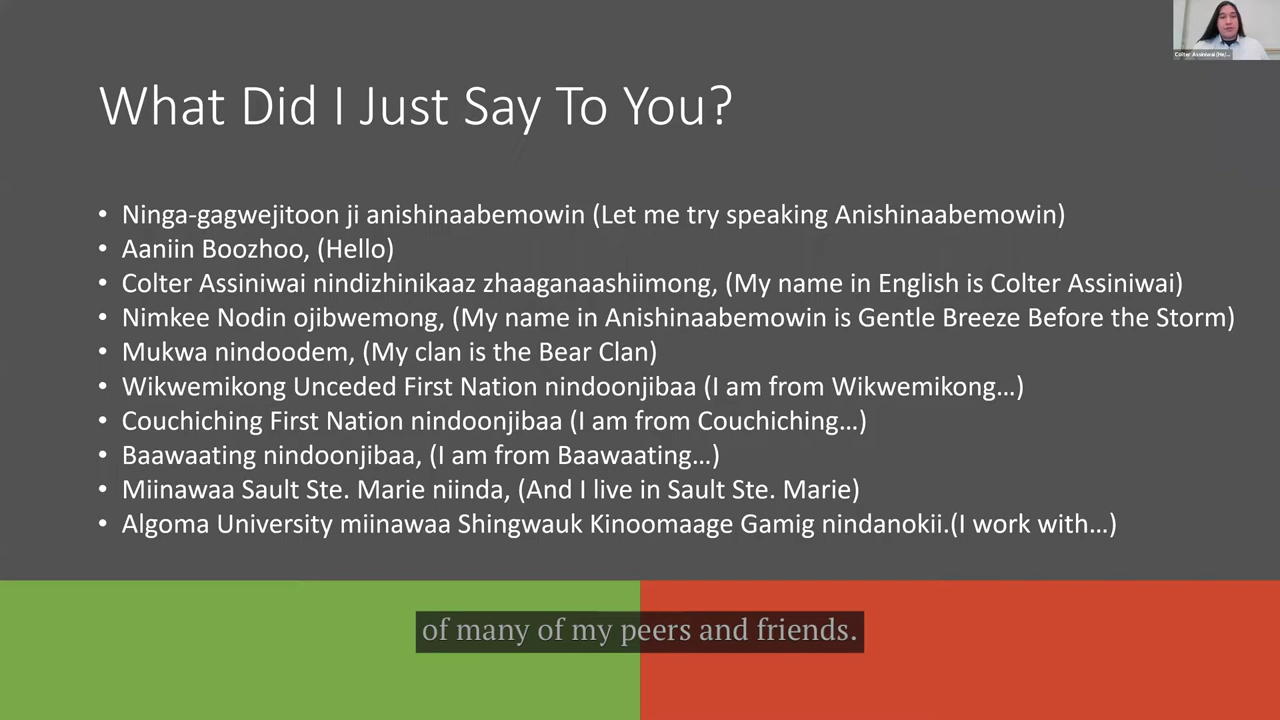 Colter Assiniwai (He/...
What Did I Just Say To You?
• Ninga-gagwejitoon ji anishinaabemowin (Let me try speaking Anishinaabemowin)
• Aaniin Boozhoo, (Hello)
• Colter Assiniwai nindizhinikaaz zhaaganaashiimong, (My name in English is Colter Assiniwai)
• Nimkee Nodin ojibwemong, (My name in Anishinaabemowin is Gentle Breeze Before the Storm)
• Mukwa nindoodem, (My clan is the Bear Clan)
• Wikwemikong Unceded First Nation nindoonjibaa (I am from Wikwemikong…)
• Couchiching First Nation nindoonjibaa (I am from Couchiching…)
• Baawaating nindoonjibaa, (I am from Baawaating…)
• Miinawaa Sault Ste. Marie niinda, (And I live in Sault Ste. Marie)
• Algoma University miinawaa Shingwauk Kinoomaage Gamig nindanokii.(I work with…)
of many of my peers and friends.